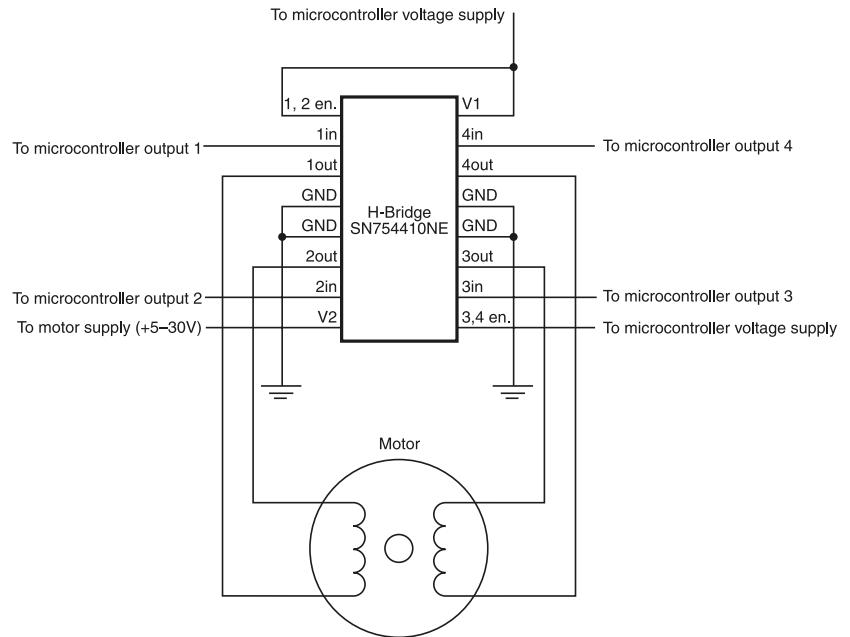 To microcontroller voltage supply
1, 2 en.
V1
1in
4in
To microcontroller output 1
To microcontroller output 4
1out
4out
GND
GND
H-Bridge
SN754410NE
GND
GND
2out
3out
2in
3in
To microcontroller output 2
To microcontroller output 3
V2
3,4 en.
To motor supply (+5–30V)
To microcontroller voltage supply
Motor